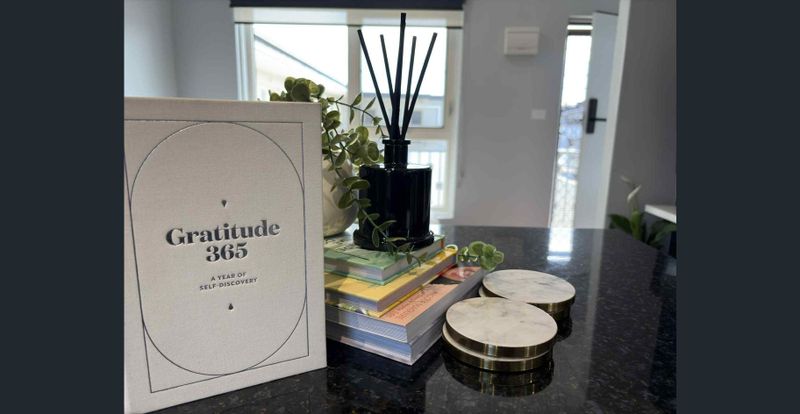 Gratitude
365
A YEAR OF
SELF-DISCOVERY